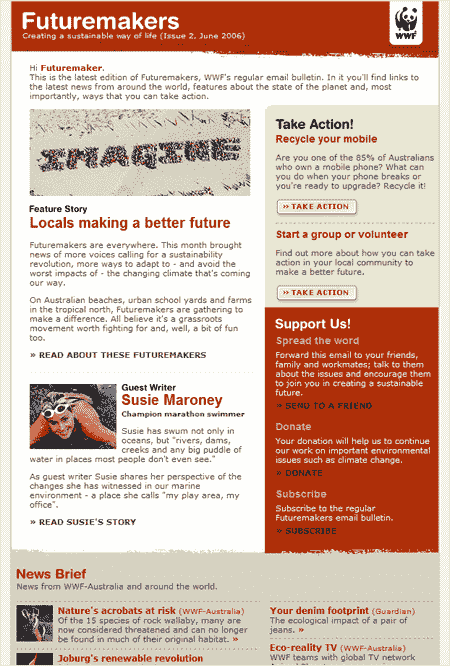 Futuremakers
Creating a sustainable way of life (Issue 2, June 2006)
WWF
Hi Futuremaker.
This is the latest edition of Futuremakers, WWF's regular email bulletin. In it you'll find links to
the latest news from around the world, features about the state of the planet and, most
importantly, ways that you can take action.
IMAGINE
Feature Story
Locals making a better future
Futuremakers are everywhere. This month brought
news of more voices calling for a sustainability
revolution, more ways to adapt to - and avoid the
worst impacts of - the changing climate that's coming
our way.
On Australian beaches, urban school yards and farms
in the tropical north, Futuremakers are gathering to
make a difference. All believe it's a grassroots
movement worth fighting for and, well, a bit of fun
too.
» READ ABOUT THESE FUTUREMAKERS
Guest Writer
Susie Maroney
Champion marathon swimmer
Susie has swum not only in
oceans, but "rivers, dams,
creeks and any big puddle of
water in places most people don't even see."
As guest writer Susie shares her perspective of the
changes she has witnessed in our marine
environment - a place she calls "my play area, my
office".
» READ SUSIE'S STORY
Take Action!
Recycle your mobile
Are you one of the 85% of Australians
who own a mobile phone? What can
you do when your phone breaks or
you're ready to upgrade? Recycle it!
» TAKE ACTION
Start a group or volunteer
Find out more about how you can take
action in your local community to
make a better future.
» TAKE ACTION
Support Us!
Spread the word
Forward this email to your friends,
family and workmates; talk to them
about the issues and encourage them
to join you in creating a sustainable
future.
» SEND TO A FRIEND
Donate
Your donation will help us to continue
our work on important environmental
issues such as climate change.
» DONATE
Subscribe
Subscribe to the regular
Futuremakers email bulletin.
» SUBSCRIBE
News Brief
News from WWF-Australia and around the world.
Nature's acrobats at risk (WWF-Australia)
Of the 15 species of rock wallaby, many are
now considered threatened and can no longer
be found in much of their original habitat. »
Joburg's renewable revolution
Your denim footprint (Guardian)
The ecological impact of a pair of
jeans. »
Eco-reality TV (WWF-Australia)
WWF teams with global TV network